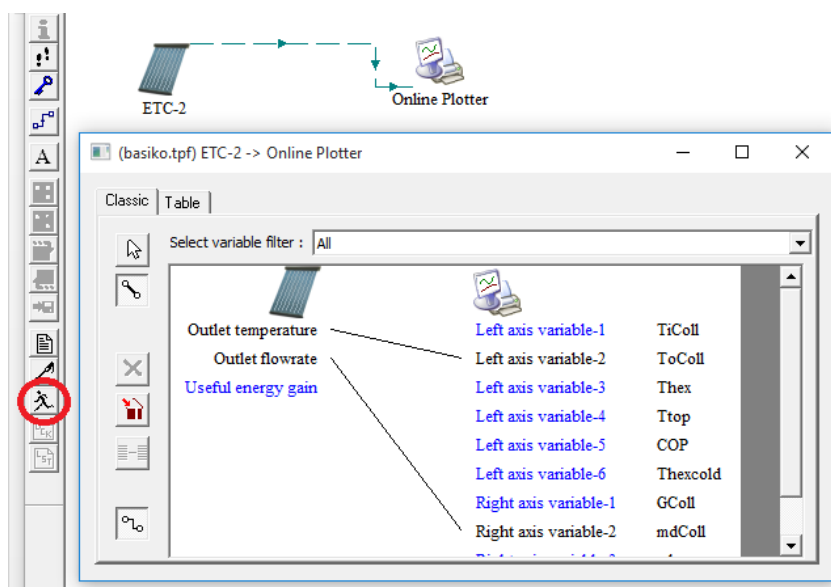 ETC-2
Online Plotter
A
(basiko.tpf) ETC-2 -> Online Plotter
Classic
Table
Select variable filter : All
Outlet temperature
Left axis variable-1 TiColl
Outlet flowrate
Left axis variable-2 ToColl
Useful energy gain
Left axis variable-3 Thex
Left axis variable-4 Ttop
Left axis variable-5 COP
Left axis variable-6 Thexcold
Right axis variable-1 GColl
Right axis variable-2 mdColl
LST